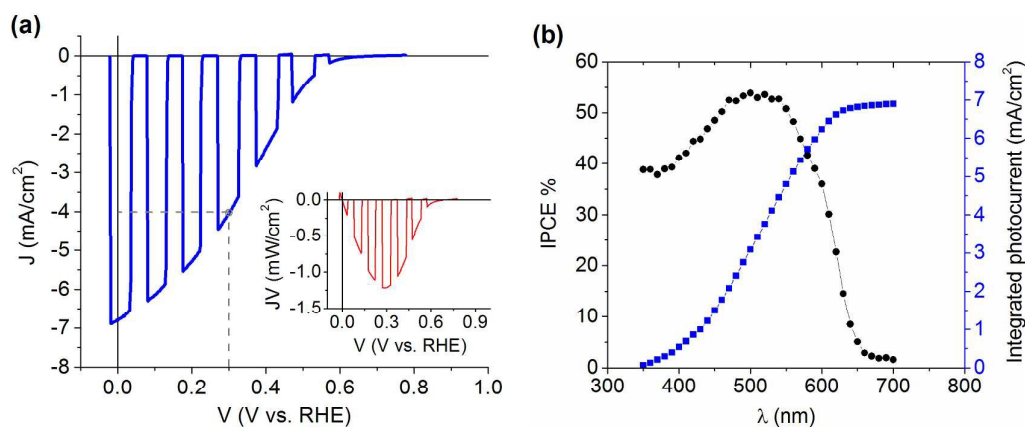 (a)
0
-1
-2
-3
-4
-5
-6
-7
-8
J (mA/cm²)
0.0 0.2 0.4 0.6 0.8 1.0
V (V vs. RHE)
0.0
-0.5
-1.0
-1.5
JV (mW/cm²)
0.0 0.3 0.6 0.9
V (V vs. RHE)
(b)
60
50
40
30
20
10
0
IPCE %
300 400 500 600 700 800
λ (nm)
8
7
6
5
4
3
2
1
0
Integrated photocurrent (mA/cm²)